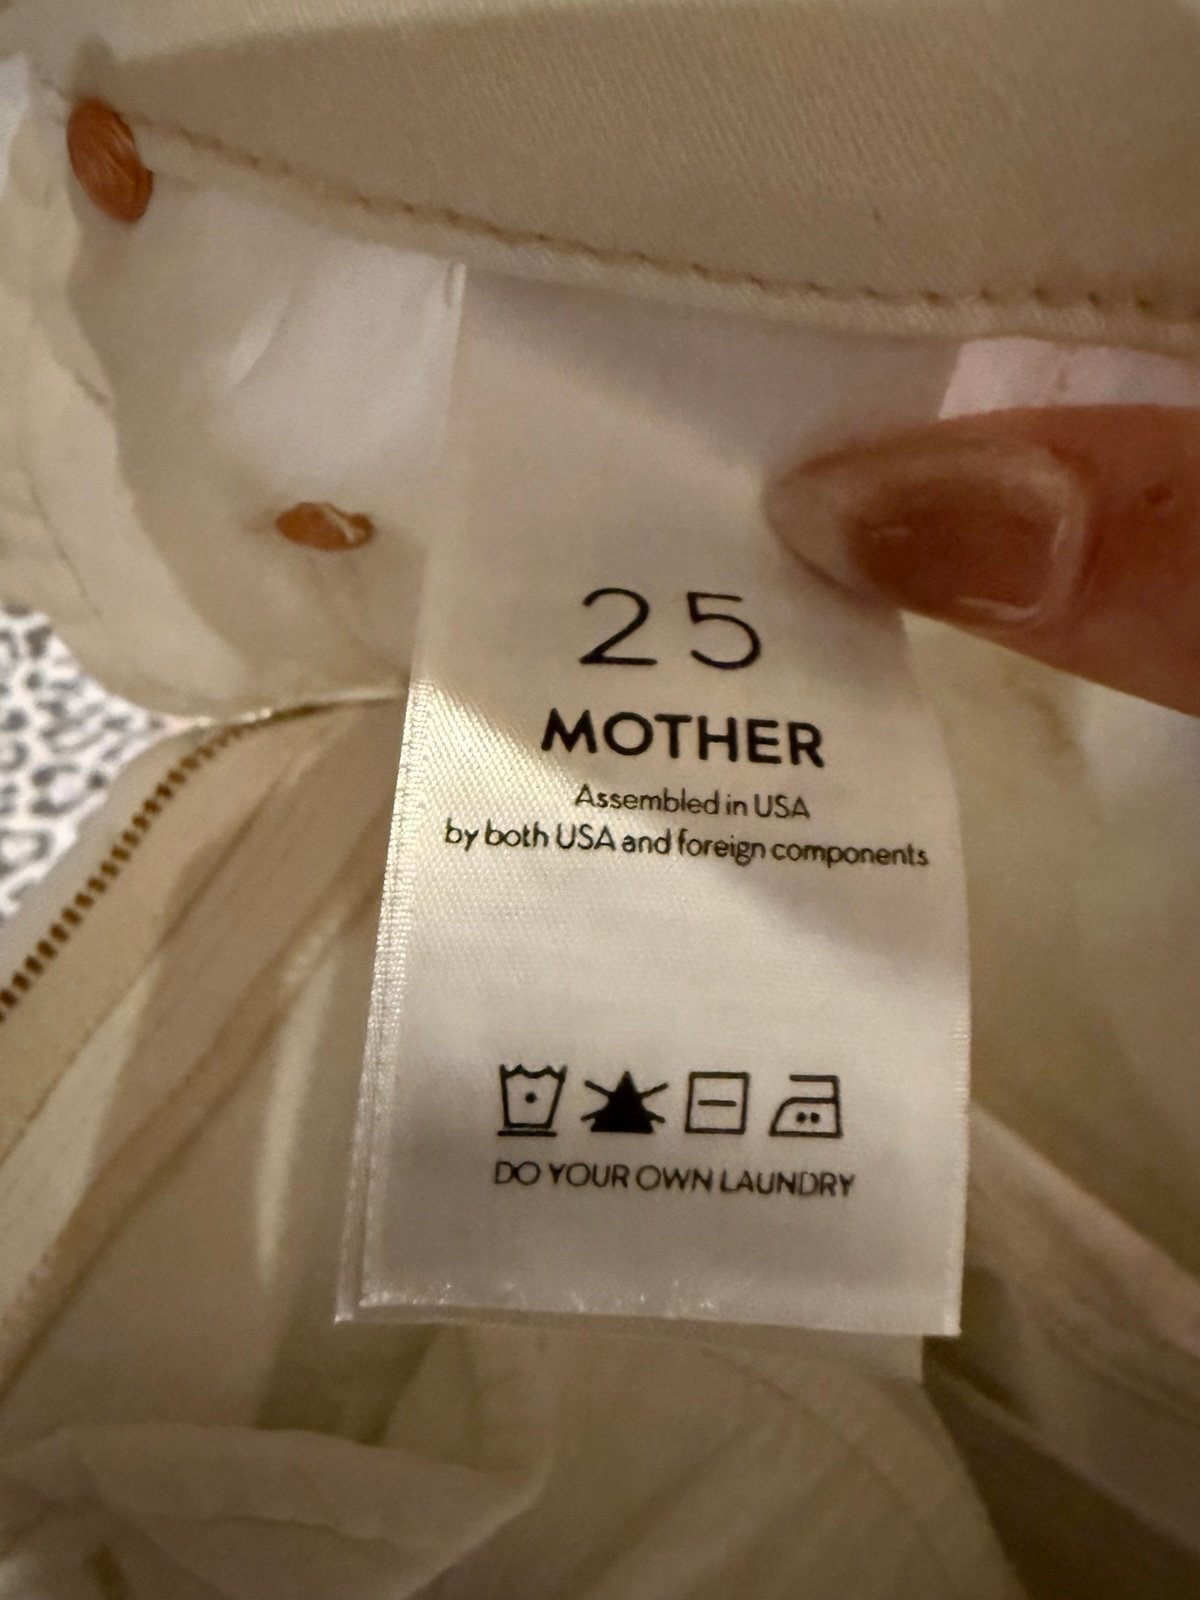 25
MOTHER
Assembled in USA
by both USA and foreign components
DO YOUR OWN LAUNDRY